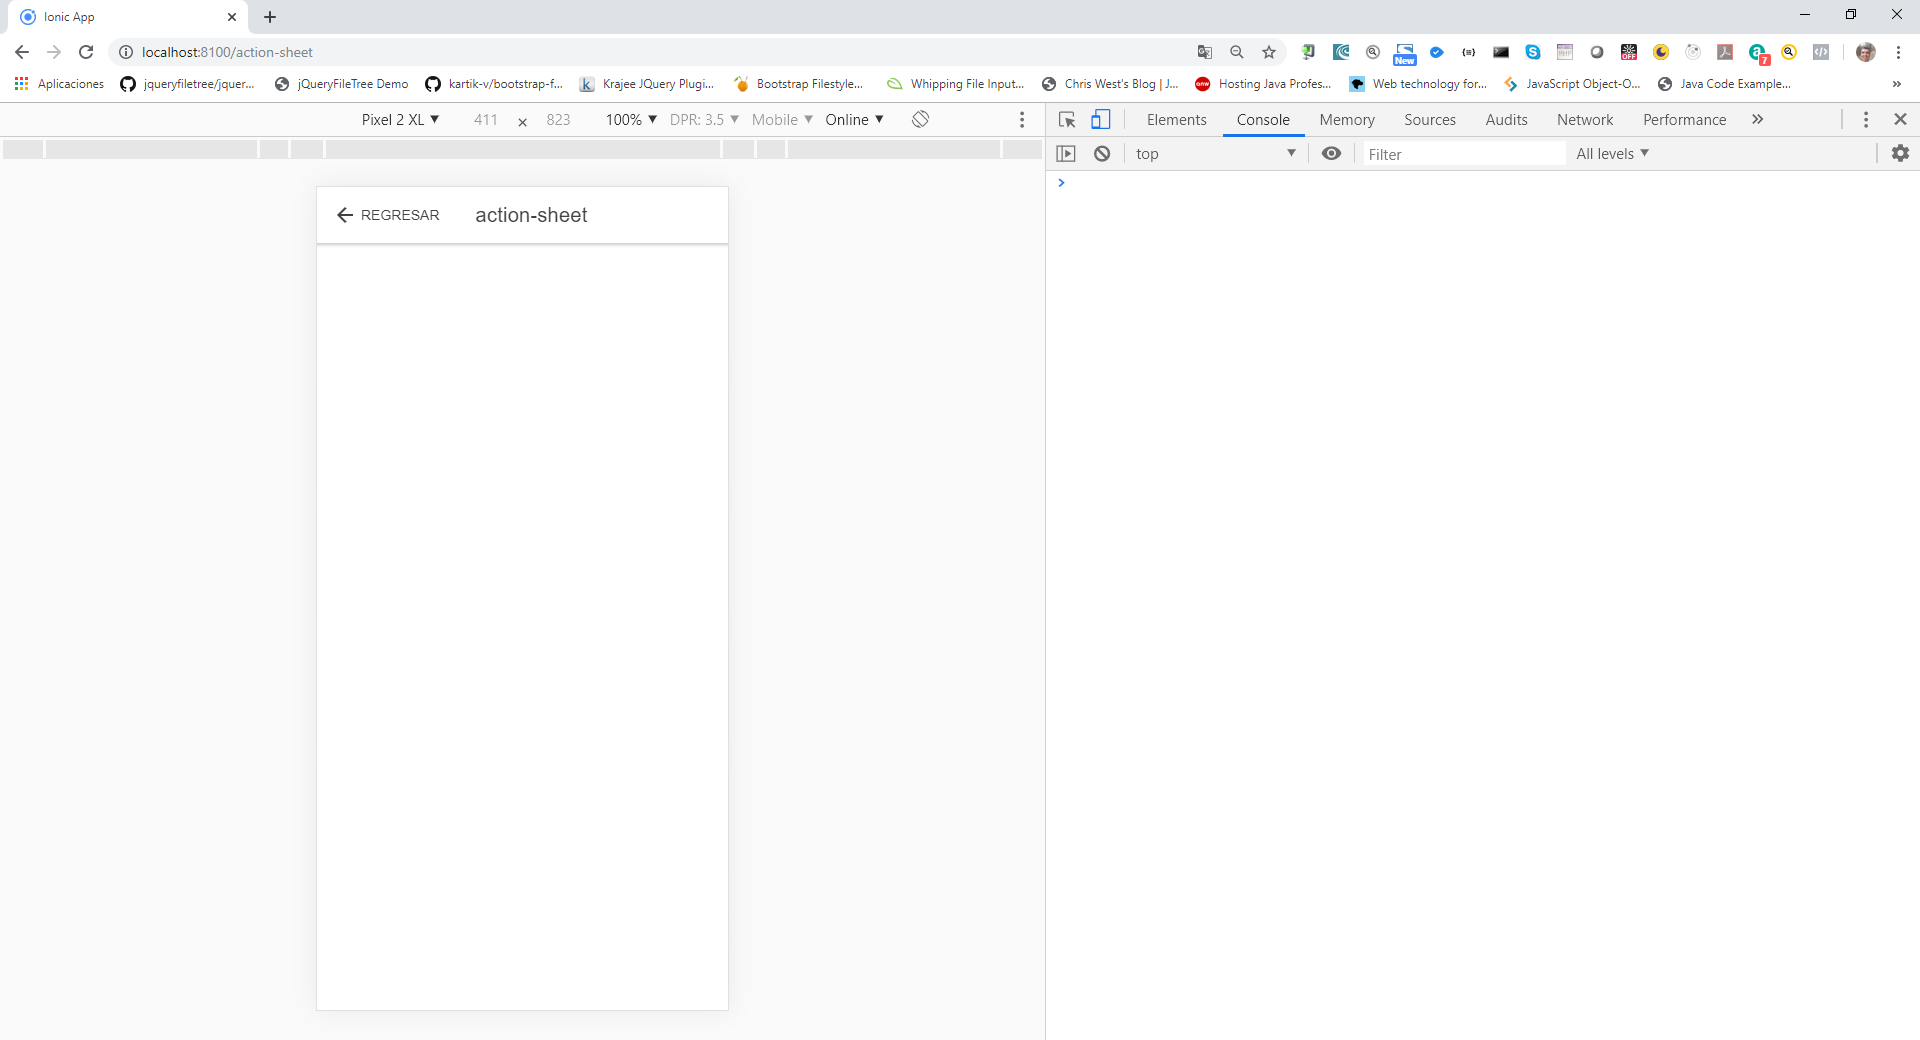 Ionic App
localhost:8100/action-sheet
New
OFF
7
Aplicaciones jqueryfiletree/jquer... jQueryFileTree Demo kartik-v/bootstrap-f... Krajee JQuery Plugi... Bootstrap Filestyle... Whipping File Input... Chris West's Blog | J... Hosting Java Profes... Web technology for... JavaScript Object-O... Java Code Example... »
Pixel 2 XL 411 × 823 100% DPR: 3.5 Mobile Online
Elements Console Memory Sources Audits Network Performance »
top Filter All levels
REGRESAR action-sheet